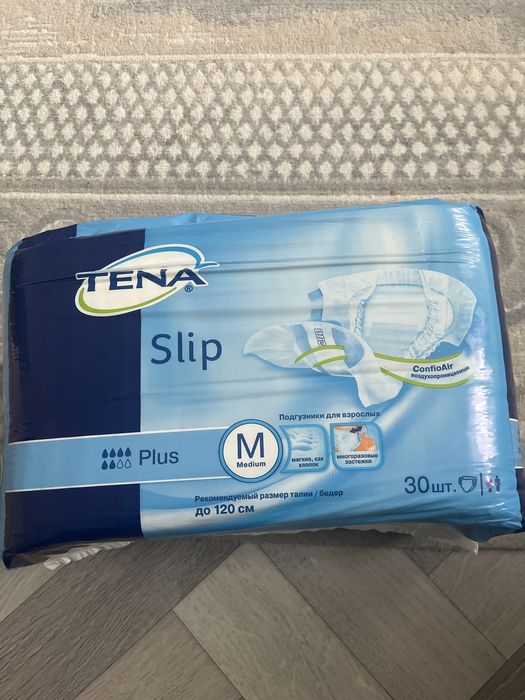 TENA®
Slip
ConfioAir
воздухопроницаемые
Подгузники для взрослых
Plus
M
Medium
мягкие, как
хлопок
многоразовые
застежки
30 шт.
Рекомендуемый размер талии / бедер
до 120 см